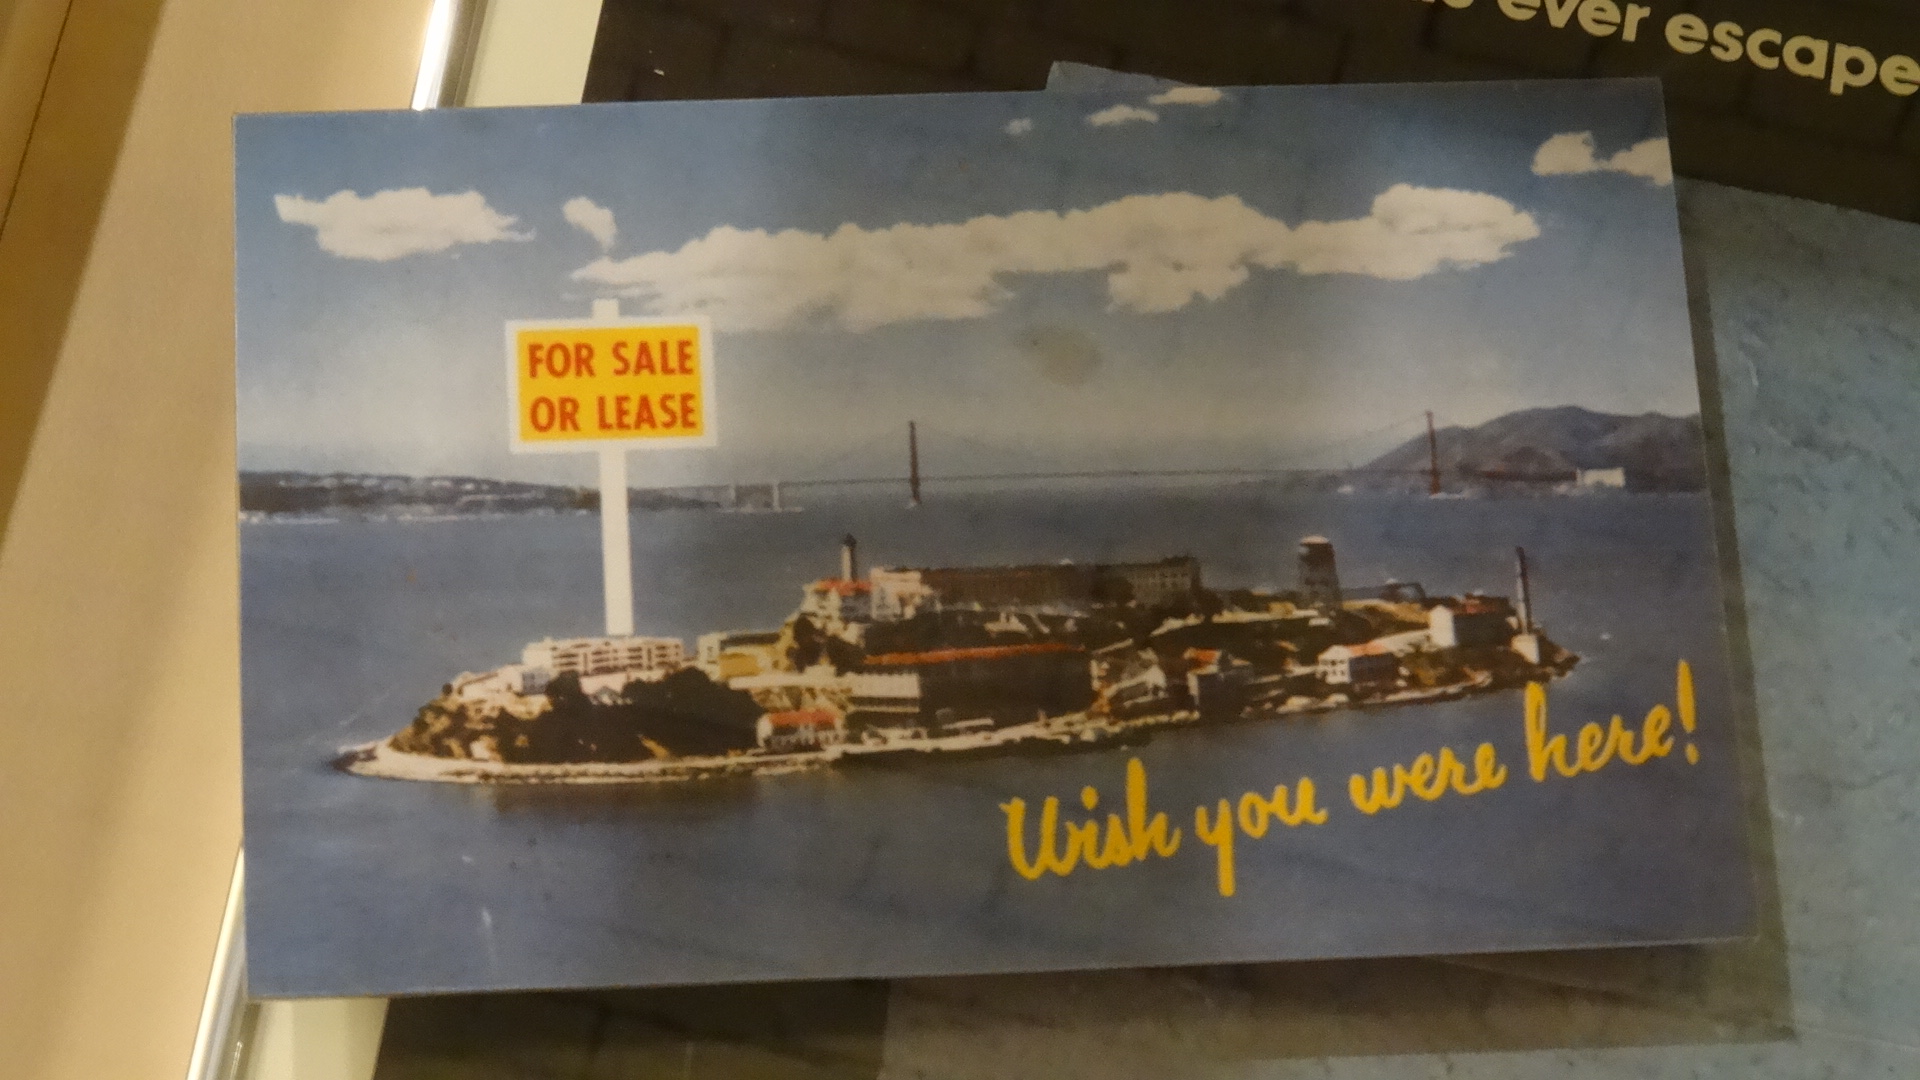 ever escape
FOR SALE
OR LEASE
Wish you were here!